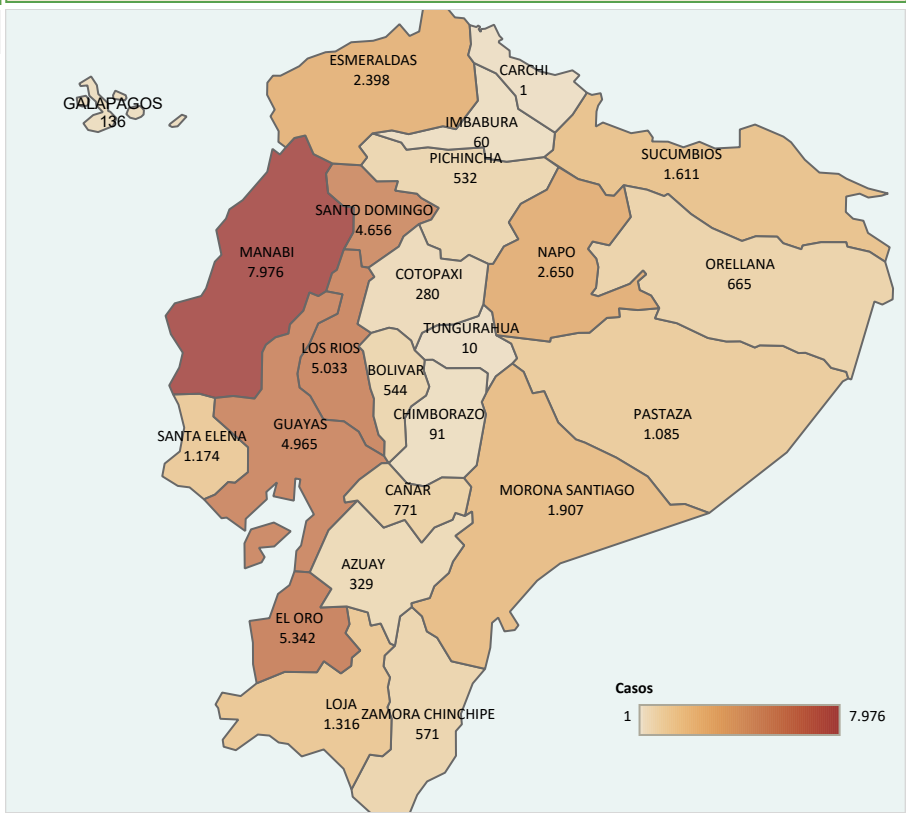 ESMERALDAS
2.398
CARCHI
1
GALAPAGOS
136
IMBABURA
60
PICHINCHA
532
SUCUMBIOS
1.611
SANTO DOMINGO
4.656
MANABI
7.976
NAPO
2.650
ORELLANA
665
COTOPAXI
280
TUNGURAHUA
10
LOS RIOS
5.033
BOLIVAR
544
CHIMBORAZO
91
PASTAZA
1.085
SANTA ELENA
1.174
GUAYAS
4.965
CAÑAR
771
MORONA SANTIAGO
1.907
AZUAY
329
EL ORO
5.342
LOJA
1.316
ZAMORA CHINCHIPE
571
Casos
1
7.976